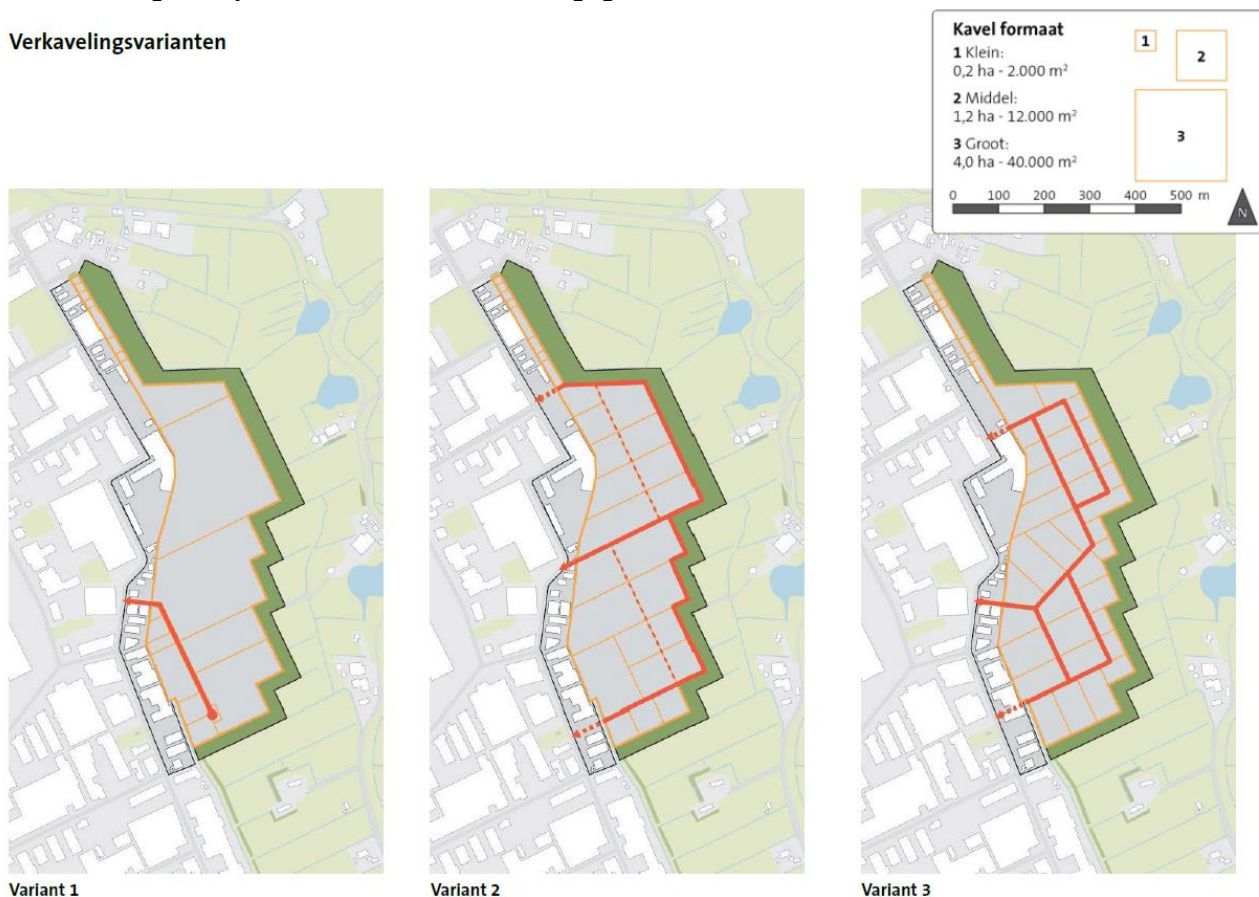 Verkavelingsvarianten
Kavel formaat
1 Klein:
0,2 ha - 2.000 m²
2 Middel:
1,2 ha - 12.000 m²
3 Groot:
4,0 ha - 40.000 m²
1
2
3
0 100 200 300 400 500 m
N
Variant 1
Variant 2
Variant 3